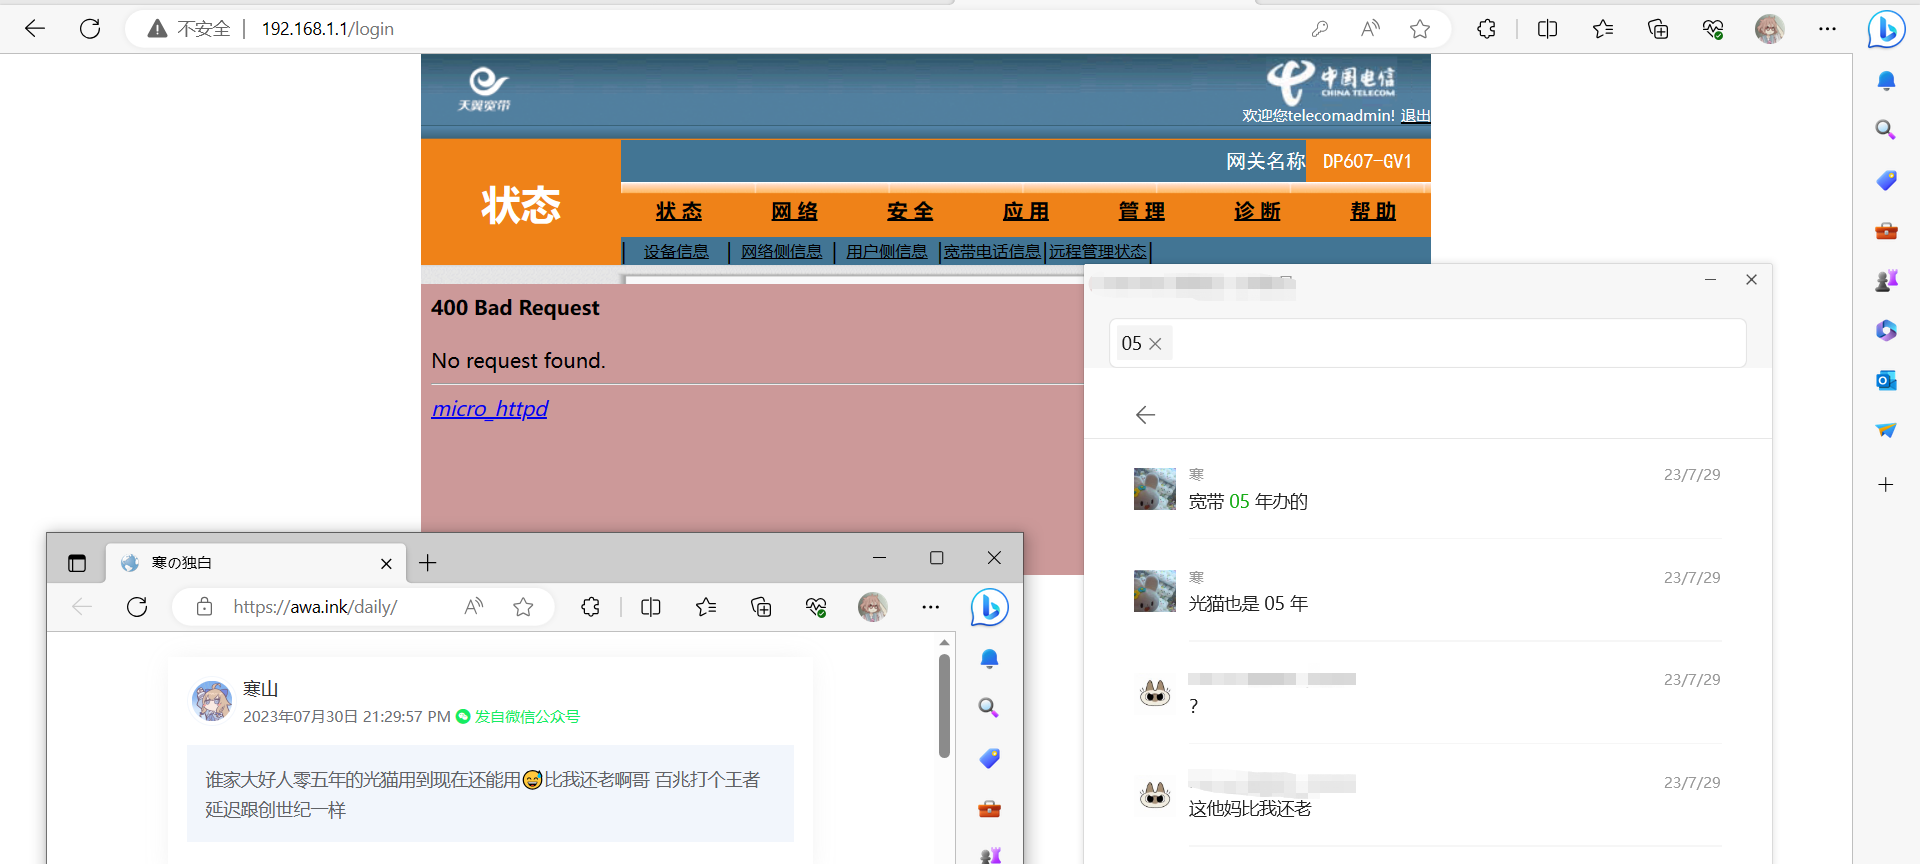 不安全 192.168.1.1/login
天翼宽带
中国电信
CHINA TELECOM
欢迎您telecomadmin! 退出
网关名称 DP607-GV1
状态
状态 网络 安全 应用 管理 诊断 帮助
设备信息 网络侧信息 用户侧信息 宽带电话信息 远程管理状态
400 Bad Request
No request found.
micro_httpd
05
寒 23/7/29
宽带 05 年办的
寒 23/7/29
光猫也是 05 年
23/7/29
?
23/7/29
这他妈比我还老
寒の独白
https://awa.ink/daily/
寒山
2023年07月30日 21:29:57 PM 发自微信公众号
谁家大好人零五年的光猫用到现在还能用😅比我还老啊哥 百兆打个王者
延迟跟创世纪一样